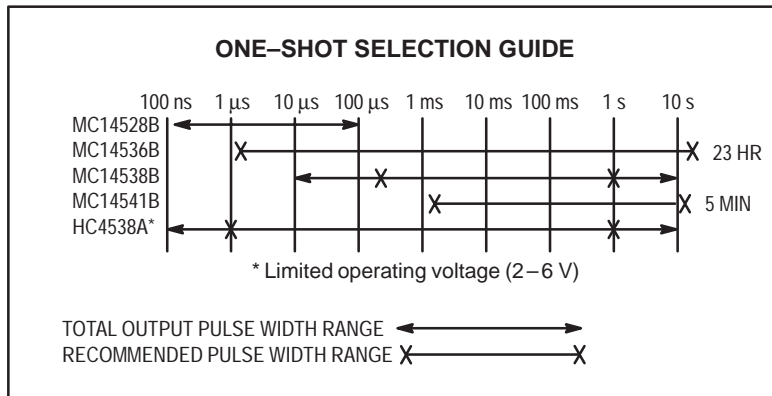 ONE–SHOT SELECTION GUIDE
100 ns 1 µs 10 µs 100 µs 1 ms 10 ms 100 ms 1 s 10 s
MC14528B
MC14536B 23 HR
MC14538B
MC14541B 5 MIN
HC4538A*
* Limited operating voltage (2–6 V)
TOTAL OUTPUT PULSE WIDTH RANGE
RECOMMENDED PULSE WIDTH RANGE